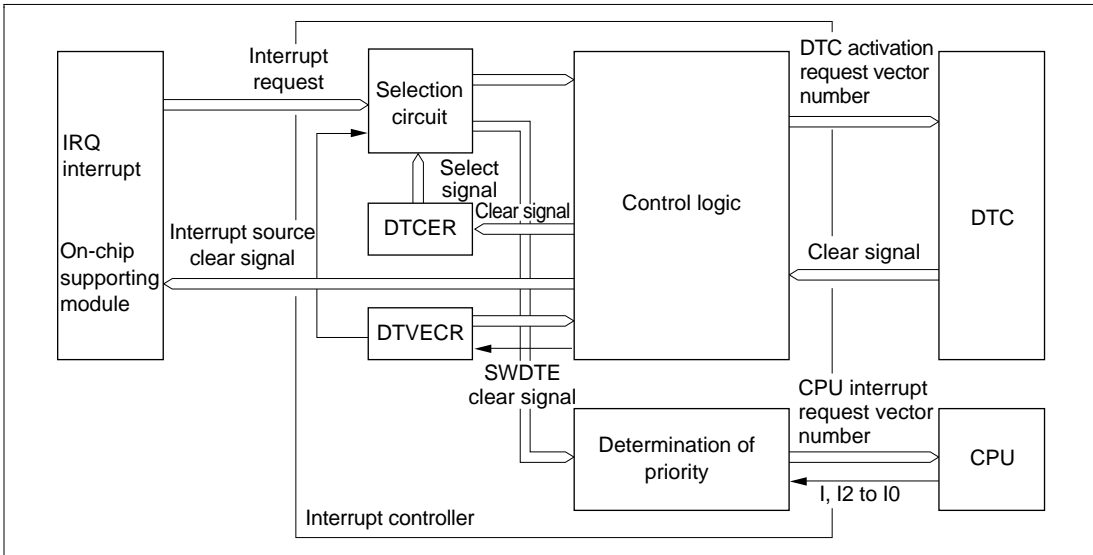 Interrupt
request
Selection
circuit
DTC activation
request vector
number
IRQ
interrupt
Select
signal
Control logic
DTC
DTCER
Clear signal
Interrupt source
clear signal
On-chip
supporting
module
Clear signal
DTVECR
SWDTE
clear signal
CPU interrupt
request vector
number
Determination of
priority
CPU
I, I2 to I0
Interrupt controller